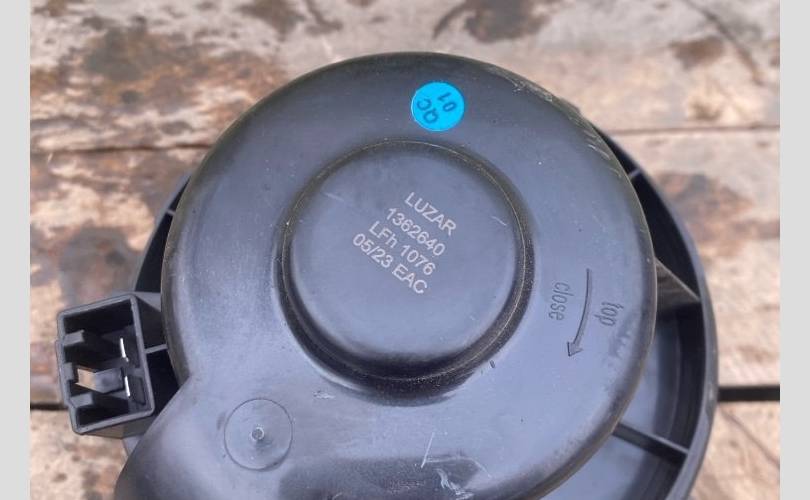 QC
01
LUZAR
1362640
LFh 1076
05/23 EAC
top
close